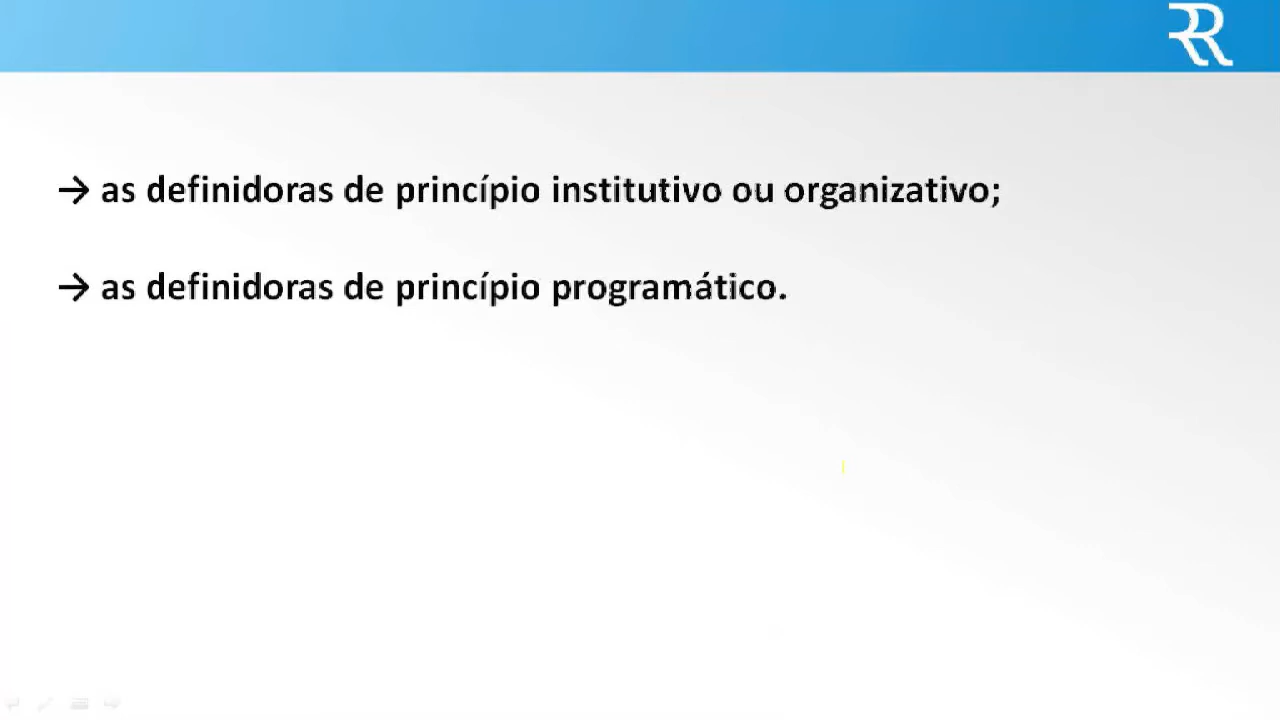 → as definidoras de princípio institutivo ou organizativo;
→ as definidoras de princípio programático.